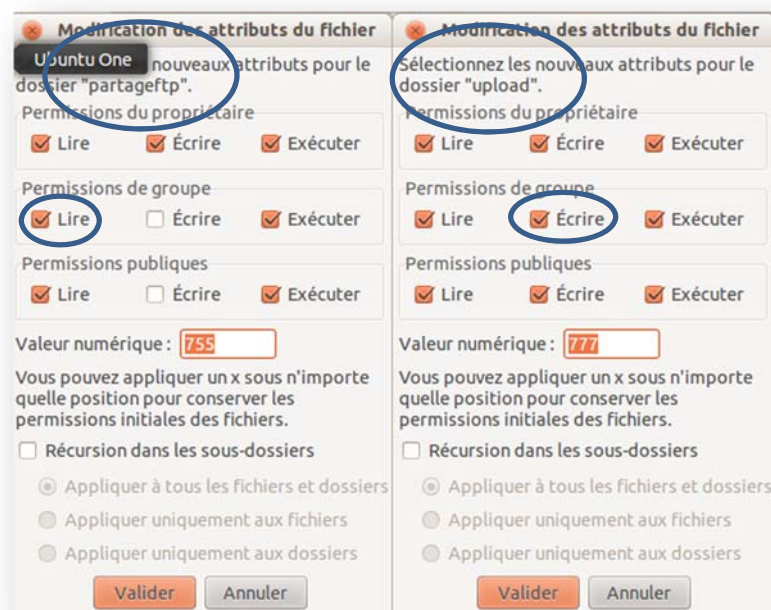 Modification des attributs du fichier
Ubuntu One
nouveaux attributs pour le
dossier "partageftp".
Permissions du propriétaire
Lire
Écrire
Exécuter
Permissions de groupe
Lire
Écrire
Exécuter
Permissions publiques
Lire
Écrire
Exécuter
Valeur numérique : 755
Vous pouvez appliquer un x sous n'importe
quelle position pour conserver les
permissions initiales des fichiers.
Récursion dans les sous-dossiers
Appliquer à tous les fichiers et dossiers
Appliquer uniquement aux fichiers
Appliquer uniquement aux dossiers
Valider
Annuler
Modification des attributs du fichier
Sélectionnez les nouveaux attributs pour le
dossier "upload".
Permissions du propriétaire
Lire
Écrire
Exécuter
Permissions de groupe
Lire
Écrire
Exécuter
Permissions publiques
Lire
Écrire
Exécuter
Valeur numérique : 777
Vous pouvez appliquer un x sous n'importe
quelle position pour conserver les
permissions initiales des fichiers.
Récursion dans les sous-dossiers
Appliquer à tous les fichiers et dossiers
Appliquer uniquement aux fichiers
Appliquer uniquement aux dossiers
Valider
Annuler